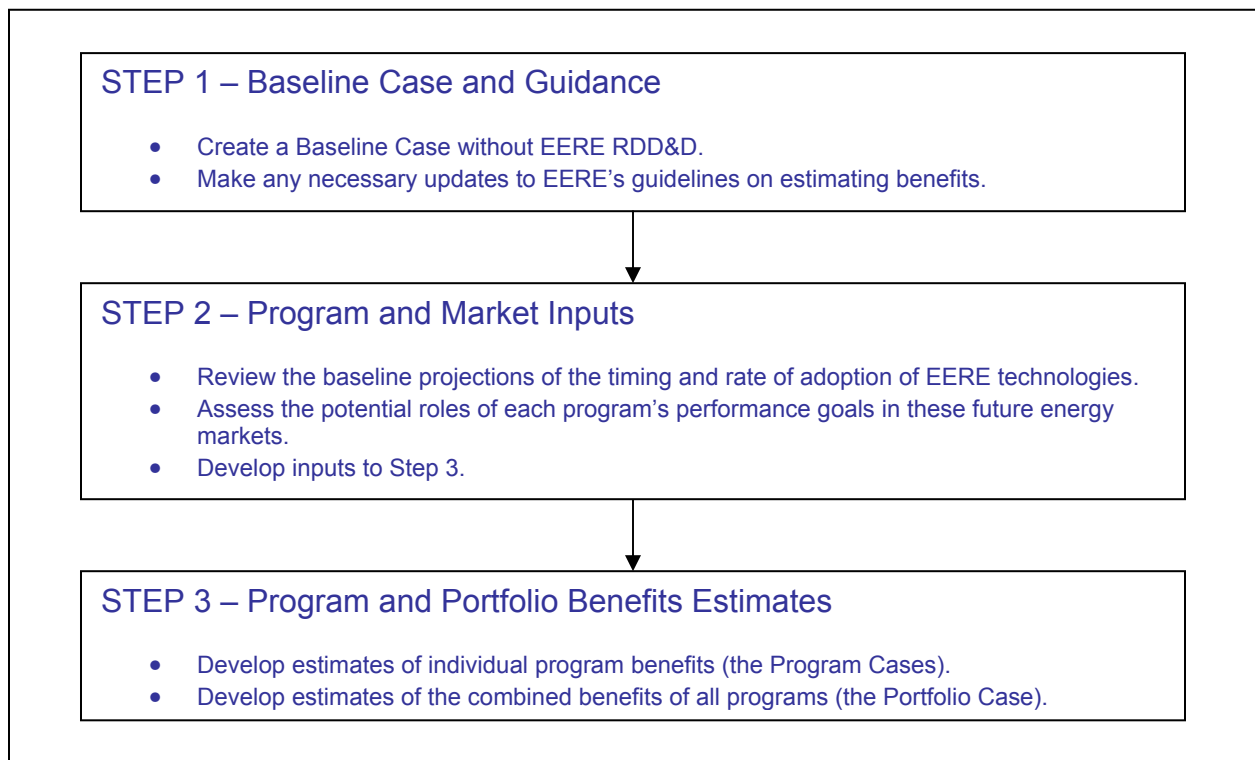 STEP 1 – Baseline Case and Guidance
• Create a Baseline Case without EERE RDD&D.
• Make any necessary updates to EERE’s guidelines on estimating benefits.
STEP 2 – Program and Market Inputs
• Review the baseline projections of the timing and rate of adoption of EERE technologies.
• Assess the potential roles of each program’s performance goals in these future energy
markets.
• Develop inputs to Step 3.
STEP 3 – Program and Portfolio Benefits Estimates
• Develop estimates of individual program benefits (the Program Cases).
• Develop estimates of the combined benefits of all programs (the Portfolio Case).